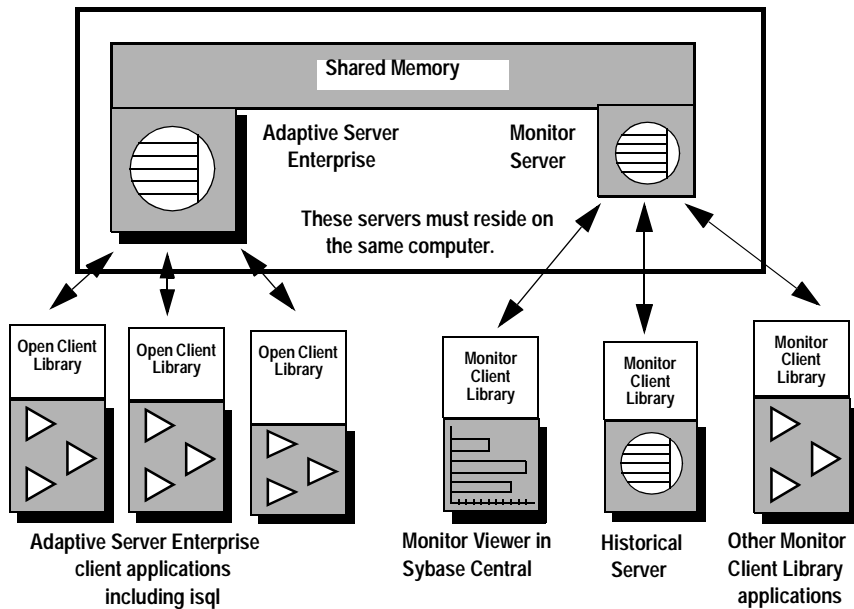 Shared Memory
Adaptive Server
Enterprise
Monitor
Server
These servers must reside on
the same computer.
Open Client
Library
Open Client
Library
Open Client
Library
Monitor
Client
Library
Monitor
Client
Library
Monitor
Client
Library
Adaptive Server Enterprise
client applications
including isql
Monitor Viewer in
Sybase Central
Historical
Server
Other Monitor
Client Library
applications